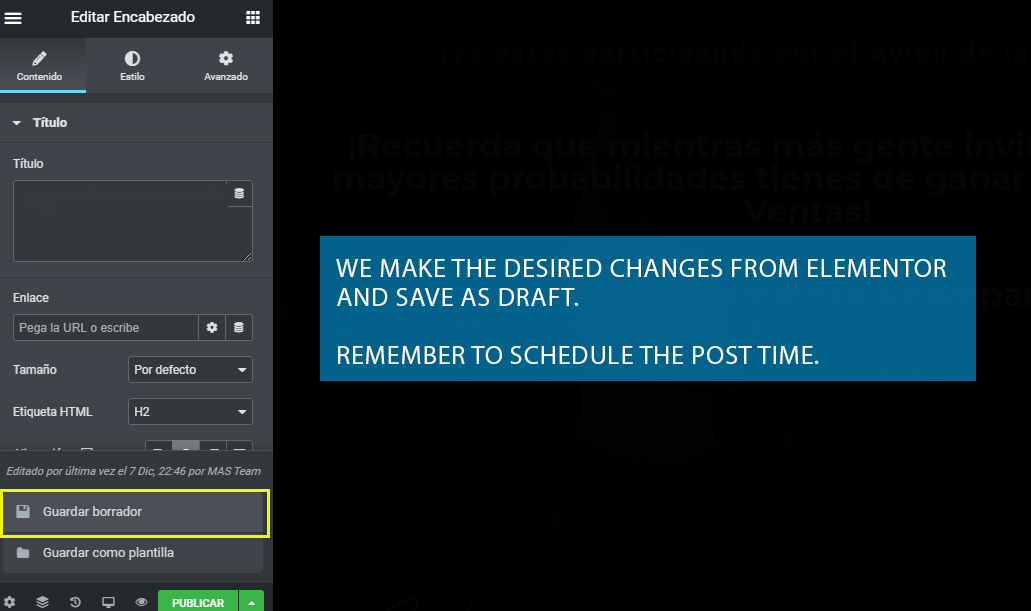 Editar Encabezado
Contenido
Estilo
Avanzado
Título
Título
Enlace
Pega la URL o escribe
Tamaño
Por defecto
Etiqueta HTML
H2
Editado por última vez el 7 Dic, 22:46 por MAS Team
Guardar borrador
Guardar como plantilla
PUBLICAR
¡Ya estás participando por el Avión de la
¡Recuerda que mientras más gente invi
mayores probabilidades tienes de ganar
Ventas!
WE MAKE THE DESIRED CHANGES FROM ELEMENTOR
AND SAVE AS DRAFT.
REMEMBER TO SCHEDULE THE POST TIME.